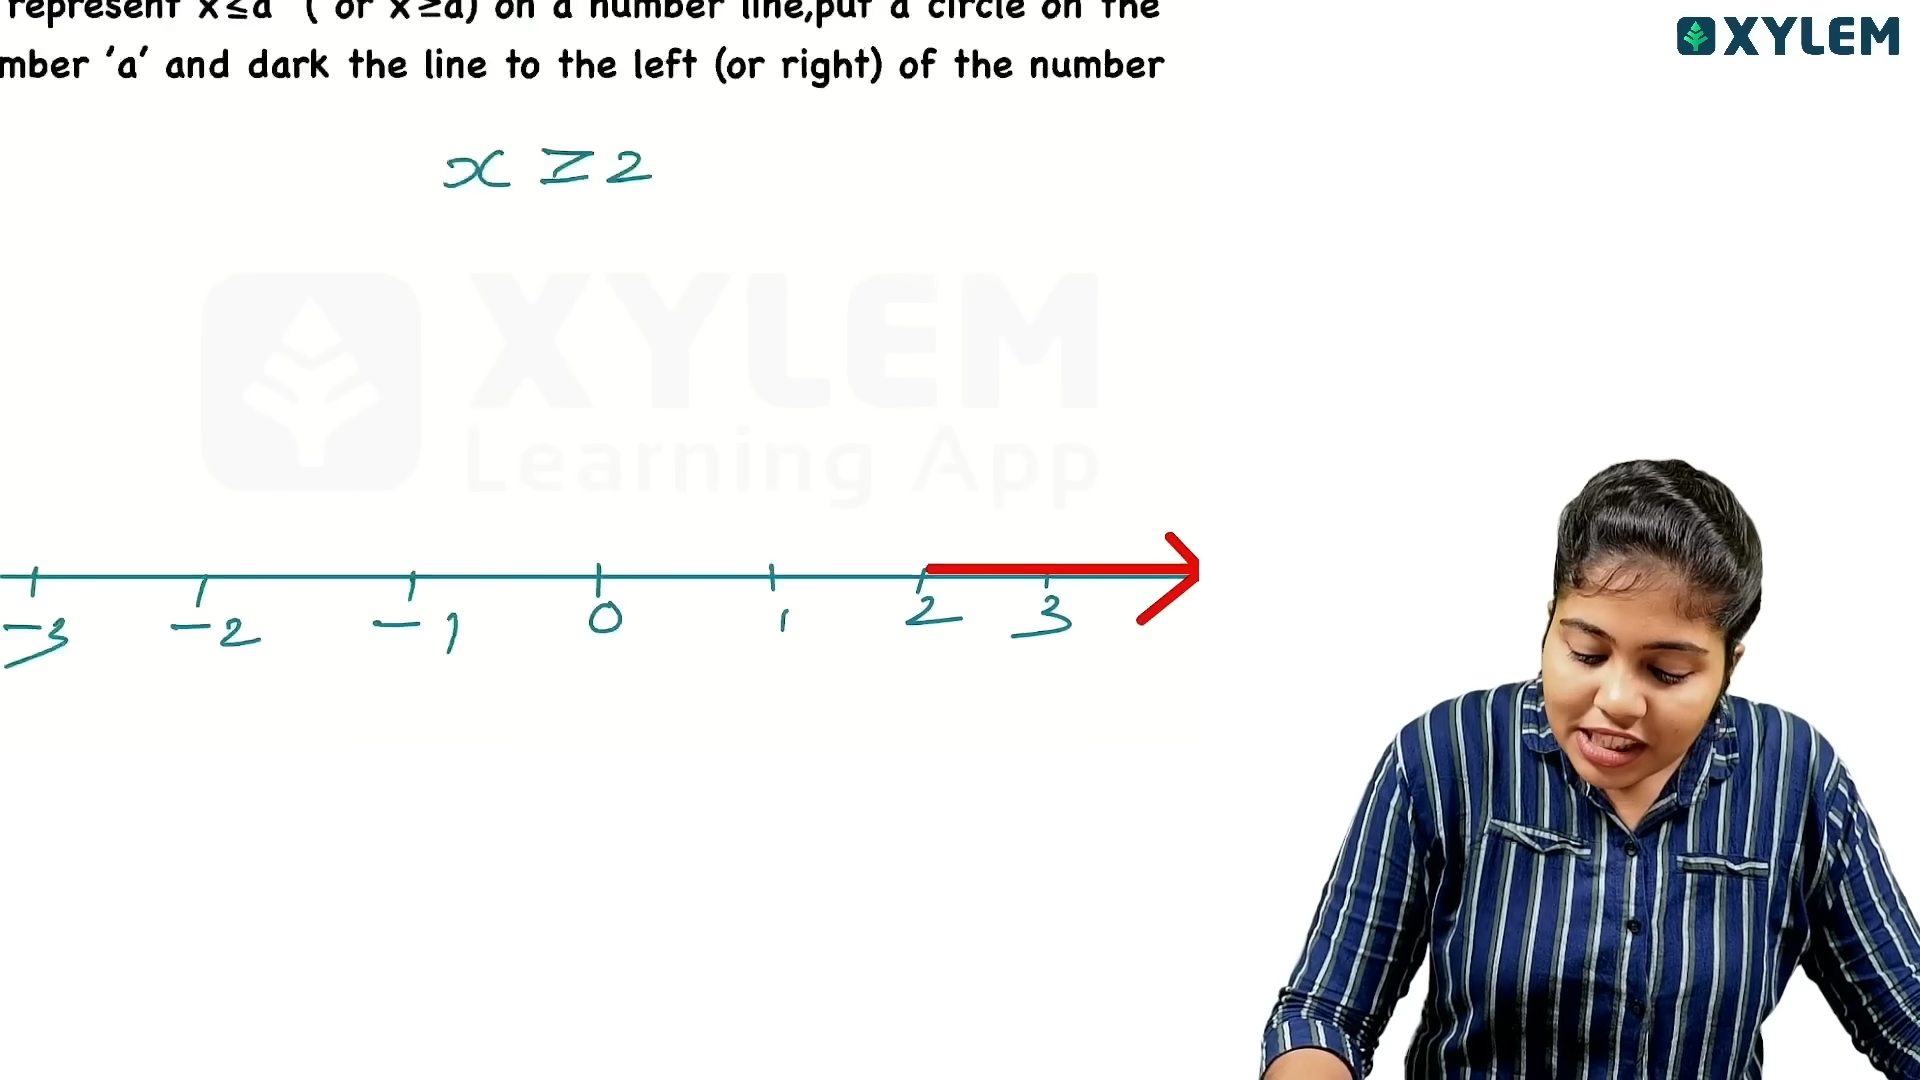 represent x≤a ( or x≥a) on a number line,put a circle on the
XYLEM
mber 'a' and dark the line to the left (or right) of the number
x ≥ 2
XYLEM
Learning App
-3 -2 -1 0 1 2 3